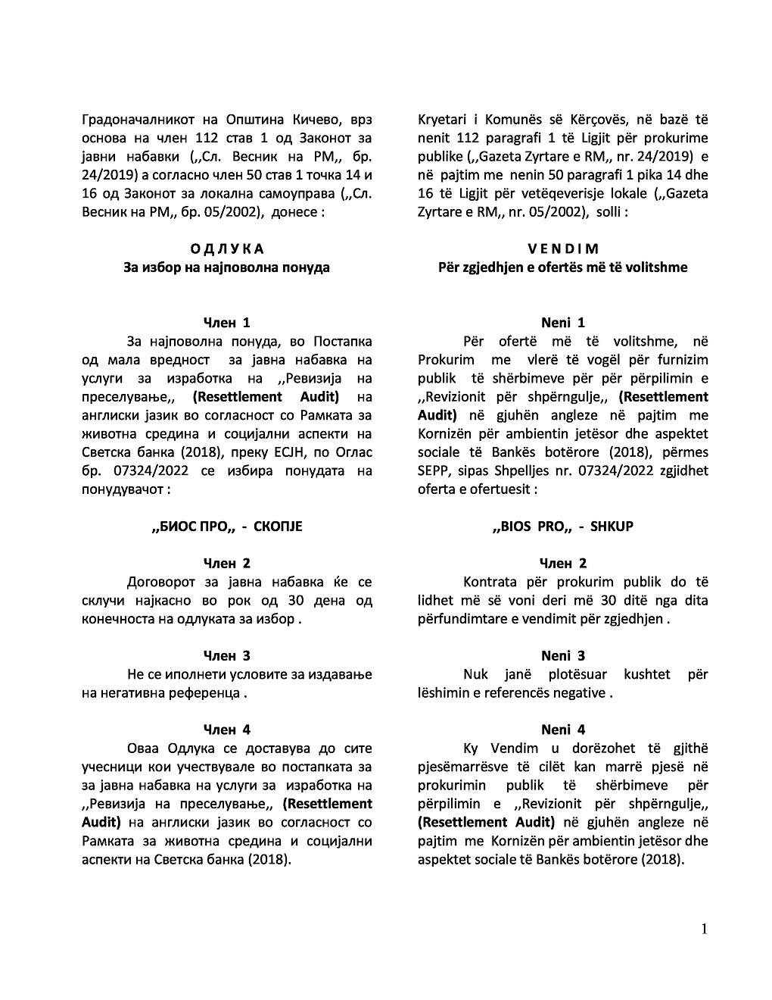 Градоначалникот на Општина Кичево, врз
основа на член 112 став 1 од Законот за
јавни набавки (,,Сл. Весник на РМ,, бр.
24/2019) а согласно член 50 став 1 точка 14 и
16 од Законот за локална самоуправа (,,Сл.
Весник на РМ,, бр. 05/2002), донесе :
О Д Л У К А
За избор на најповолна понуда
Член 1
За најповолна понуда, во Постапка
од мала вредност за јавна набавка на
услуги за изработка на ,,Ревизија на
преселување,, (Resettlement Audit) на
англиски јазик во согласност со Рамката за
животна средина и социјални аспекти на
Светска банка (2018), преку ЕСЈН, по Оглас
бр. 07324/2022 се избира понудата на
понудувачот :
,,БИОС ПРО,, - СКОПЈЕ
Член 2
Договорот за јавна набавка ќе се
склучи најкасно во рок од 30 дена од
конечноста на одлуката за избор .
Член 3
Не се иполнети условите за издавање
на негативна референца .
Член 4
Оваа Одлука се доставува до сите
учесници кои учествувале во постапката за
за јавна набавка на услуги за изработка на
,,Ревизија на преселување,, (Resettlement
Audit) на англиски јазик во согласност со
Рамката за животна средина и социјални
аспекти на Светска банка (2018).
Kryetari i Komunës së Kërçovës, në bazë të
nenit 112 paragrafi 1 të Ligjit për prokurime
publike (,,Gazeta Zyrtare e RM,, nr. 24/2019) e
në pajtim me nenin 50 paragrafi 1 pika 14 dhe
16 të Ligjit për vetëqeverisje lokale (,,Gazeta
Zyrtare e RM,, nr. 05/2002), solli :
V E N D I M
Për zgjedhjen e ofertës më të volitshme
Neni 1
Për ofertë më të volitshme, në
Prokurim me vlerë të vogël për furnizim
publik të shërbimeve për për përpilimin e
,,Revizionit për shpërngulje,, (Resettlement
Audit) në gjuhën angleze në pajtim me
Kornizën për ambientin jetësor dhe aspektet
sociale të Bankës botërore (2018), përmes
SEPP, sipas Shpelljes nr. 07324/2022 zgjidhet
oferta e ofertuesit :
,,BIOS PRO,, - SHKUP
Член 2
Kontrata për prokurim publik do të
lidhet më së voni deri më 30 ditë nga dita
përfundimtare e vendimit për zgjedhjen .
Neni 3
Nuk janë plotësuar kushtet për
lëshimin e referencës negative .
Neni 4
Ky Vendim u dorëzohet të gjithë
pjesëmarrësve të cilët kan marrë pjesë në
prokurimin publik të shërbimeve për
përpilimin e ,,Revizionit për shpërngulje,,
(Resettlement Audit) në gjuhën angleze në
pajtim me Kornizën për ambientin jetësor dhe
aspektet sociale të Bankës botërore (2018).
1